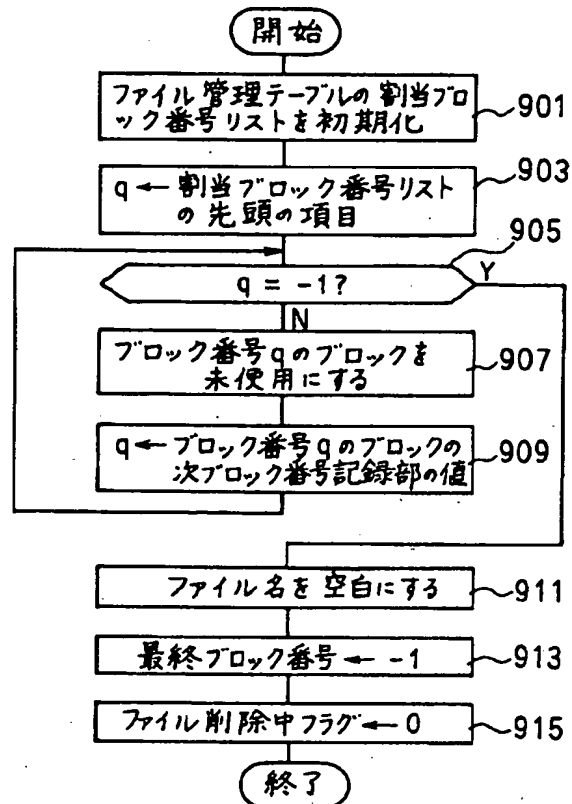 開始
ファイル管理テーブルの割当ブロ
ック番号リストを初期化
901
q ← 割当ブロック番号リスト
の先頭の項目
903
905
q = -1?
Y
N
ブロック番号qのブロックを
未使用にする
907
q ← ブロック番号qのブロックの
次ブロック番号記録部の値
909
ファイル名を空白にする
911
最終ブロック番号 ← -1
913
ファイル削除中フラグ ← 0
915
終了